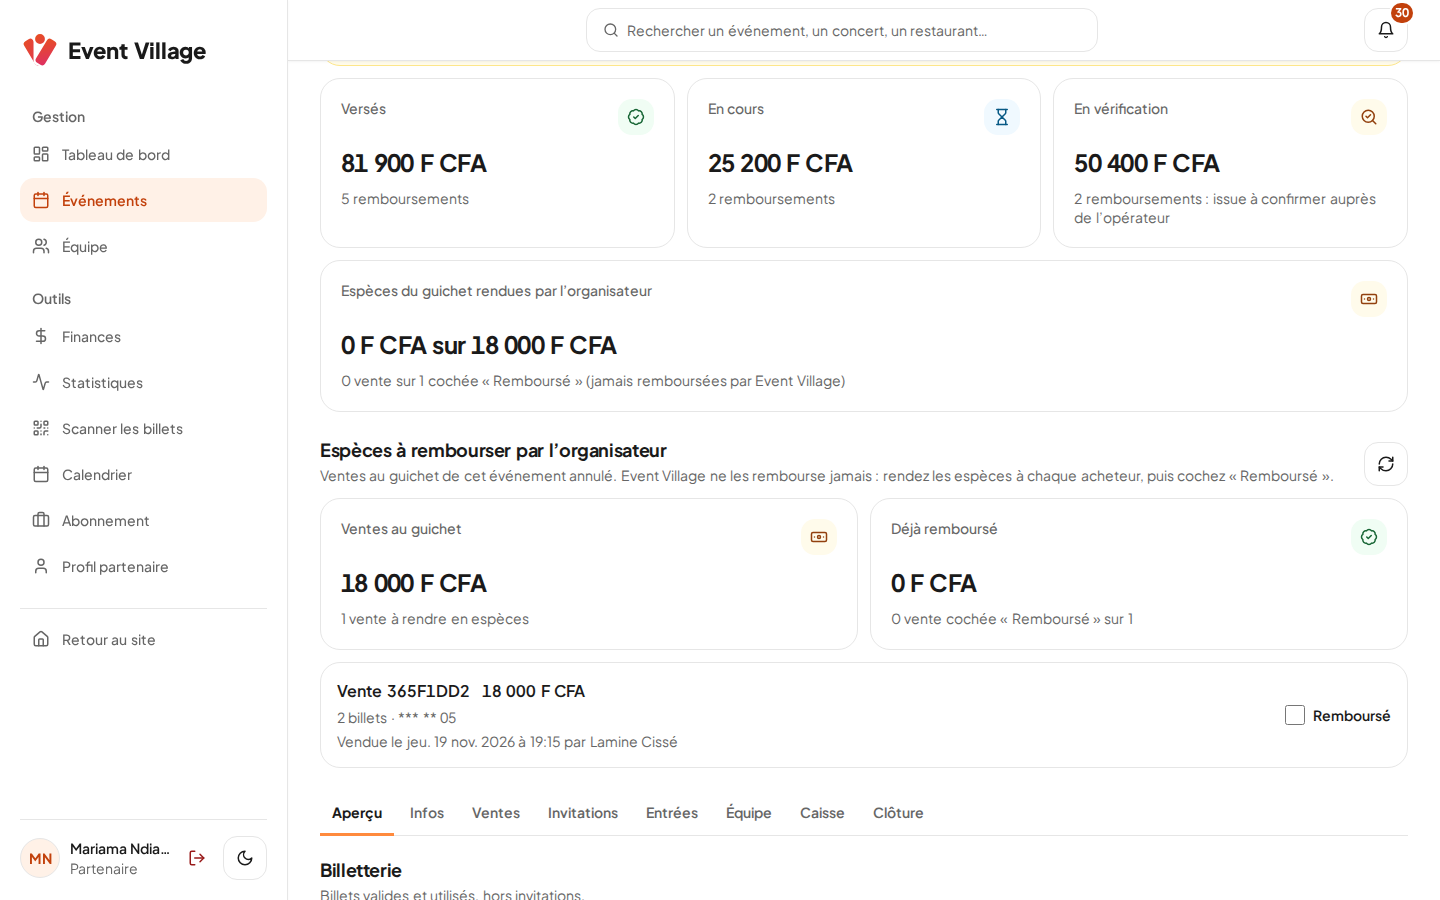 Event Village
Rechercher un événement, un concert, un restaurant…
30
Gestion
Tableau de bord
Événements
Équipe
Outils
Finances
Statistiques
Scanner les billets
Calendrier
Abonnement
Profil partenaire
Retour au site
MN
Mariama Ndia…
Partenaire
Versés
81 900 F CFA
5 remboursements
En cours
25 200 F CFA
2 remboursements
En vérification
50 400 F CFA
2 remboursements : issue à confirmer auprès
de l’opérateur
Espèces du guichet rendues par l’organisateur
0 F CFA sur 18 000 F CFA
0 vente sur 1 cochée « Remboursé » (jamais remboursées par Event Village)
Espèces à rembourser par l’organisateur
Ventes au guichet de cet événement annulé. Event Village ne les rembourse jamais : rendez les espèces à chaque acheteur, puis cochez « Remboursé ».
Ventes au guichet
18 000 F CFA
1 vente à rendre en espèces
Déjà remboursé
0 F CFA
0 vente cochée « Remboursé » sur 1
Vente 365F1DD2 18 000 F CFA
2 billets · *** ** 05
Vendue le jeu. 19 nov. 2026 à 19:15 par Lamine Cissé
Remboursé
Aperçu Infos Ventes Invitations Entrées Équipe Caisse Clôture
Billetterie
Billets valides et utilisés, hors invitations.